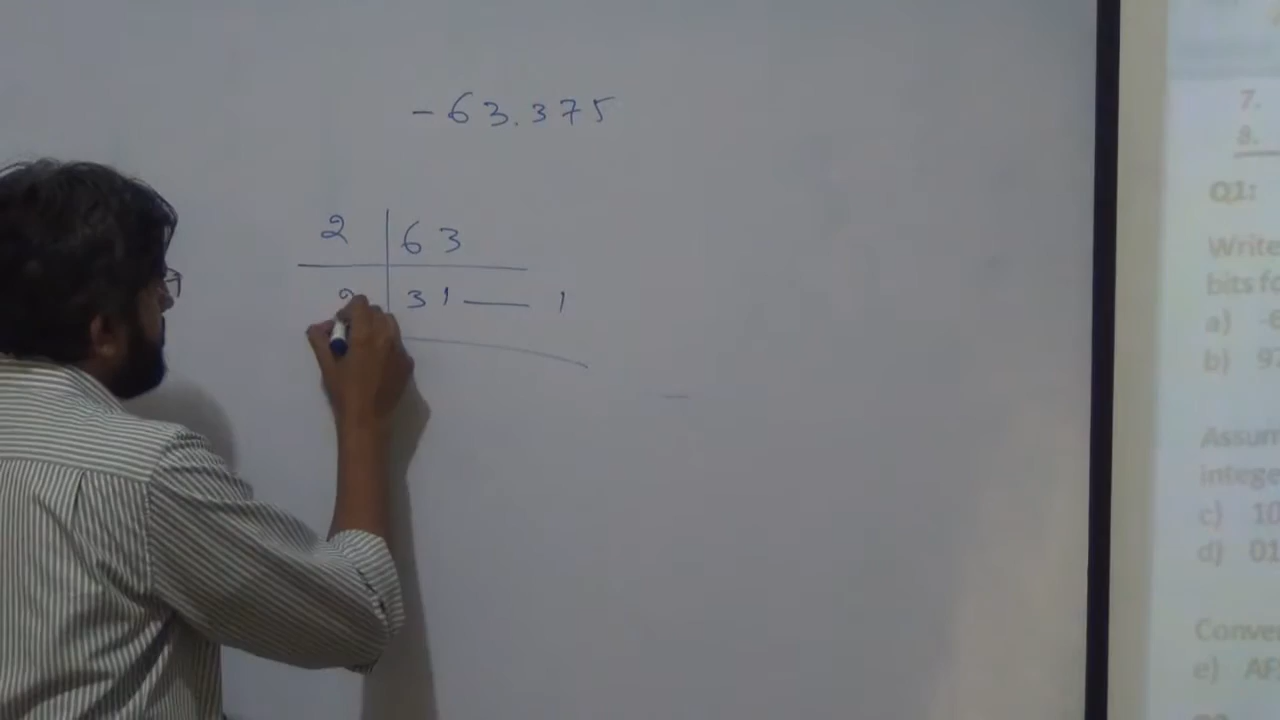 -63.375
2 | 63
2 | 31 — 1
7.
8.
Q1:
Write
bits fo
a)
b) 97
Assum
intege
c) 10
d) 01
Conve
e) AF